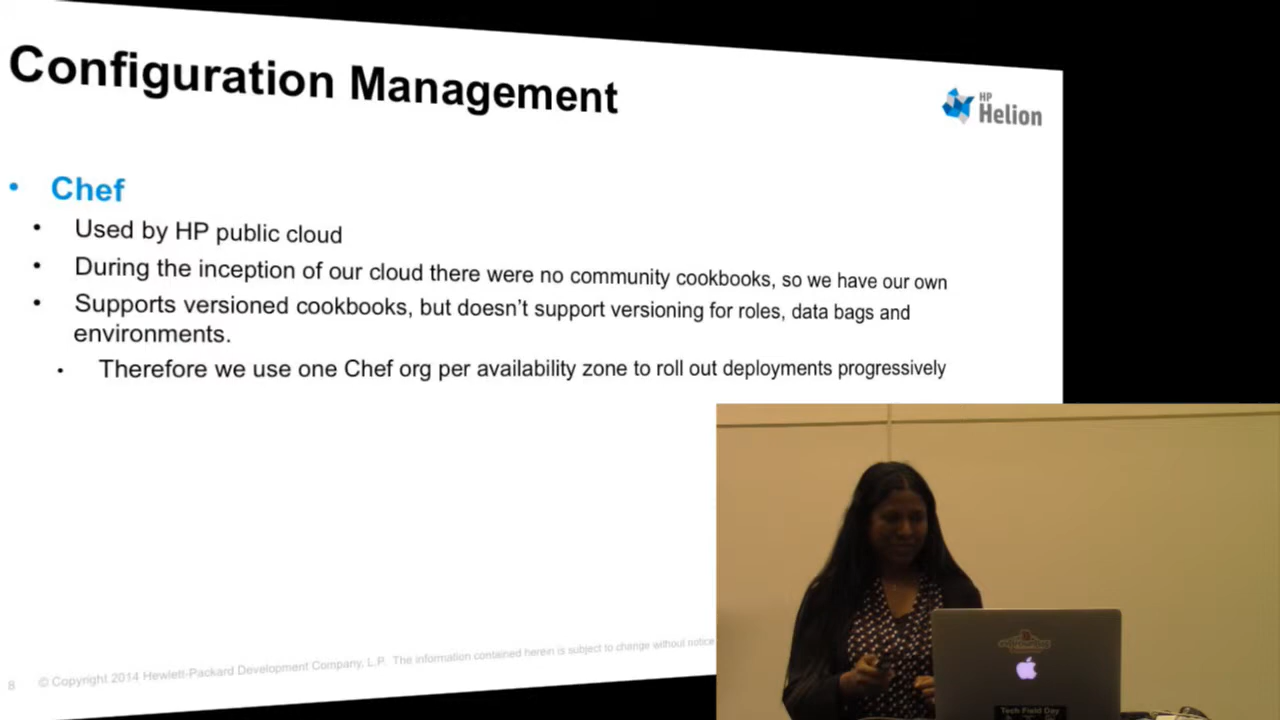 Configuration Management
HP
Helion
• Chef
• Used by HP public cloud
• During the inception of our cloud there were no community cookbooks, so we have our own
• Supports versioned cookbooks, but doesn’t support versioning for roles, data bags and
environments.
• Therefore we use one Chef org per availability zone to roll out deployments progressively
8 © Copyright 2014 Hewlett-Packard Development Company, L.P. The information contained herein is subject to change without notice
Tech Field Day